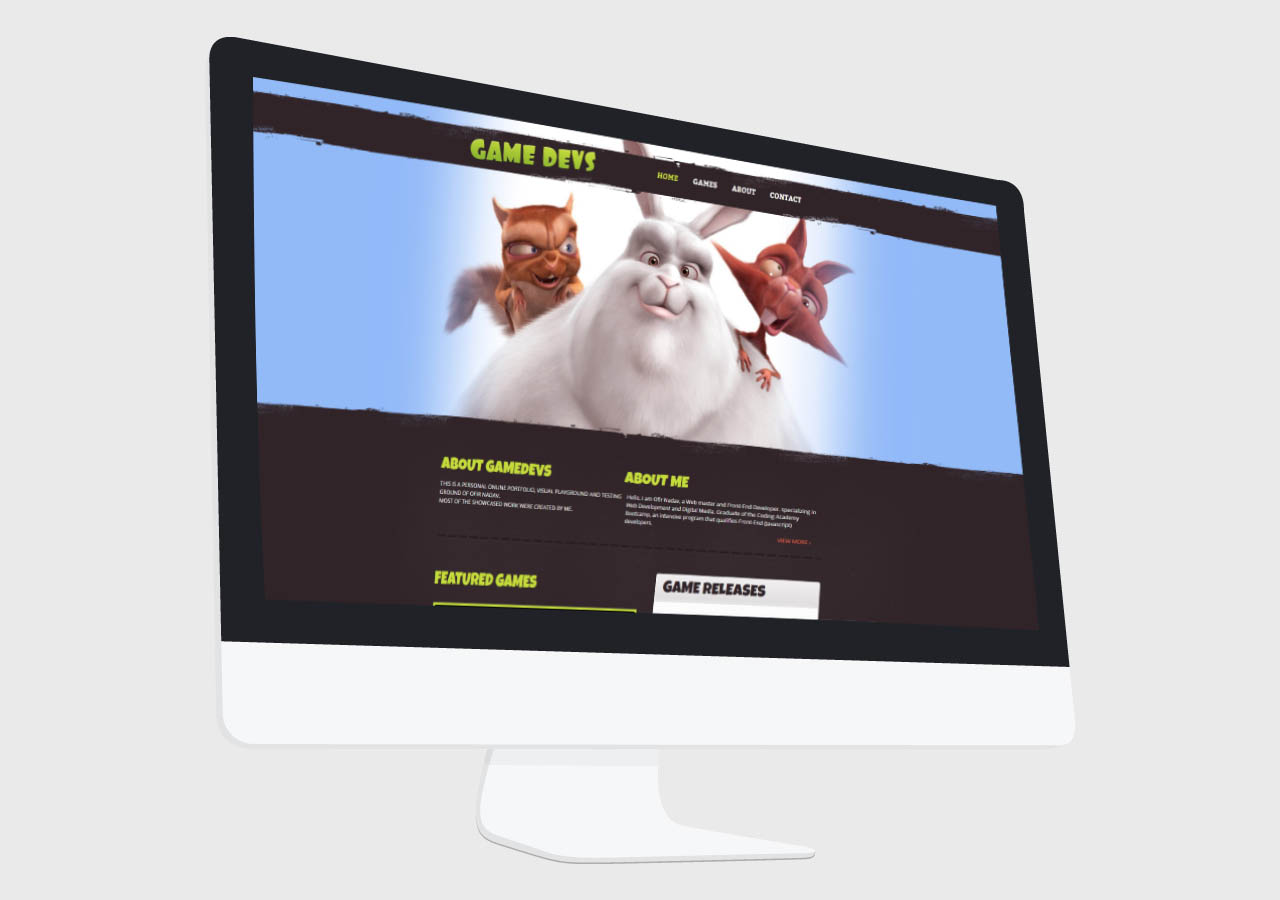 GAME DEVS
HOME GAMES ABOUT CONTACT
ABOUT GAMEDEVS
THIS IS A PERSONAL ONLINE PORTFOLIO, VISUAL PLAYGROUND AND TESTING
GROUND OF OFIR NADAV.
MOST OF THE SHOWCASED WORK WERE CREATED BY ME.
ABOUT ME
Hello, i am Ofir Nadav, a Web master and Front-End Developer, specializing in
Web Development and Digital Media. Graduate of the Coding Academy
Bootcamp, an intensive program that qualifies Front-End (Javascript)
developers.
VIEW MORE ›
FEATURED GAMES
GAME RELEASES